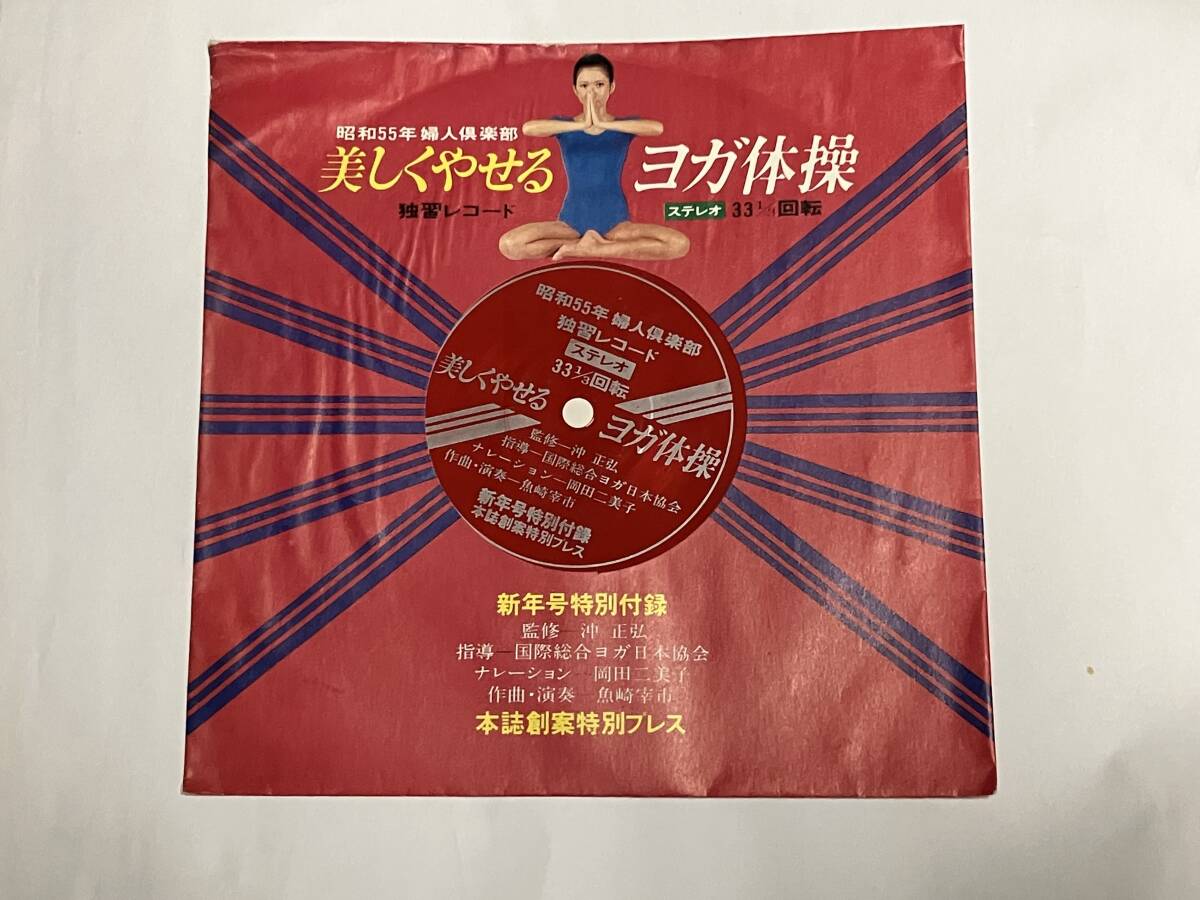 昭和55年 婦人倶楽部
美しくやせる ヨガ体操
独習レコード ステレオ 33 1/3 回転
昭和55年 婦人倶楽部
独習レコード
ステレオ
33 1/3 回転
美しくやせる
ヨガ体操
監修—沖 正弘
指導—国際総合ヨガ日本協会
ナレーション—岡田二美子
作曲・演奏—魚崎宰市
新年号特別付録
本誌創案特別プレス
新年号特別付録
監修—沖 正弘
指導—国際総合ヨガ日本協会
ナレーション—岡田二美子
作曲・演奏—魚崎宰市
本誌創案特別プレス